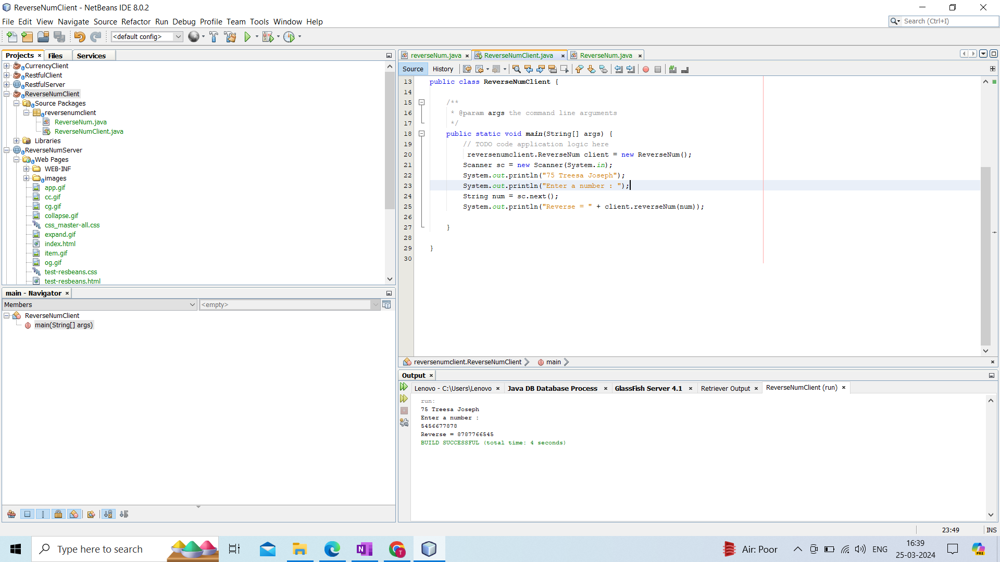 ReverseNumClient - NetBeans IDE 8.0.2
File Edit View Navigate Source Refactor Run Debug Profile Team Tools Window Help
Search (Ctrl+I)
<default config>
Projects Files Services
CurrencyClient
RestfulClient
RestfulServer
ReverseNumClient
Source Packages
reversenumclient
ReverseNum.java
ReverseNumClient.java
Libraries
ReverseNumServer
Web Pages
WEB-INF
images
app.gif
cc.gif
cg.gif
collapse.gif
css_master-all.css
expand.gif
index.html
item.gif
og.gif
test-resbeans.css
test-resbeans.html
main - Navigator
Members <empty>
ReverseNumClient
main(String[] args)
reverseNum.java ReverseNumClient.java ReverseNum.java
Source History
13 public class ReverseNumClient {
14
15 /**
16 * @param args the command line arguments
17 */
18 public static void main(String[] args) {
19 // TODO code application logic here
20 reversenumclient.ReverseNum client = new ReverseNum();
21 Scanner sc = new Scanner(System.in);
22 System.out.println("75 Treesa Joseph");
23 System.out.println("Enter a number : ");
24 String num = sc.next();
25 System.out.println("Reverse = " + client.reverseNum(num));
26
27 }
28
29 }
30
reversenumclient.ReverseNumClient main
Output
Lenovo - C:\Users\Lenovo Java DB Database Process GlassFish Server 4.1 Retriever Output ReverseNumClient (run)
run:
75 Treesa Joseph
Enter a number :
5456677878
Reverse = 8787766545
BUILD SUCCESSFUL (total time: 4 seconds)
23:49 INS
Type here to search
Air: Poor ENG
16:39
25-03-2024
PRE